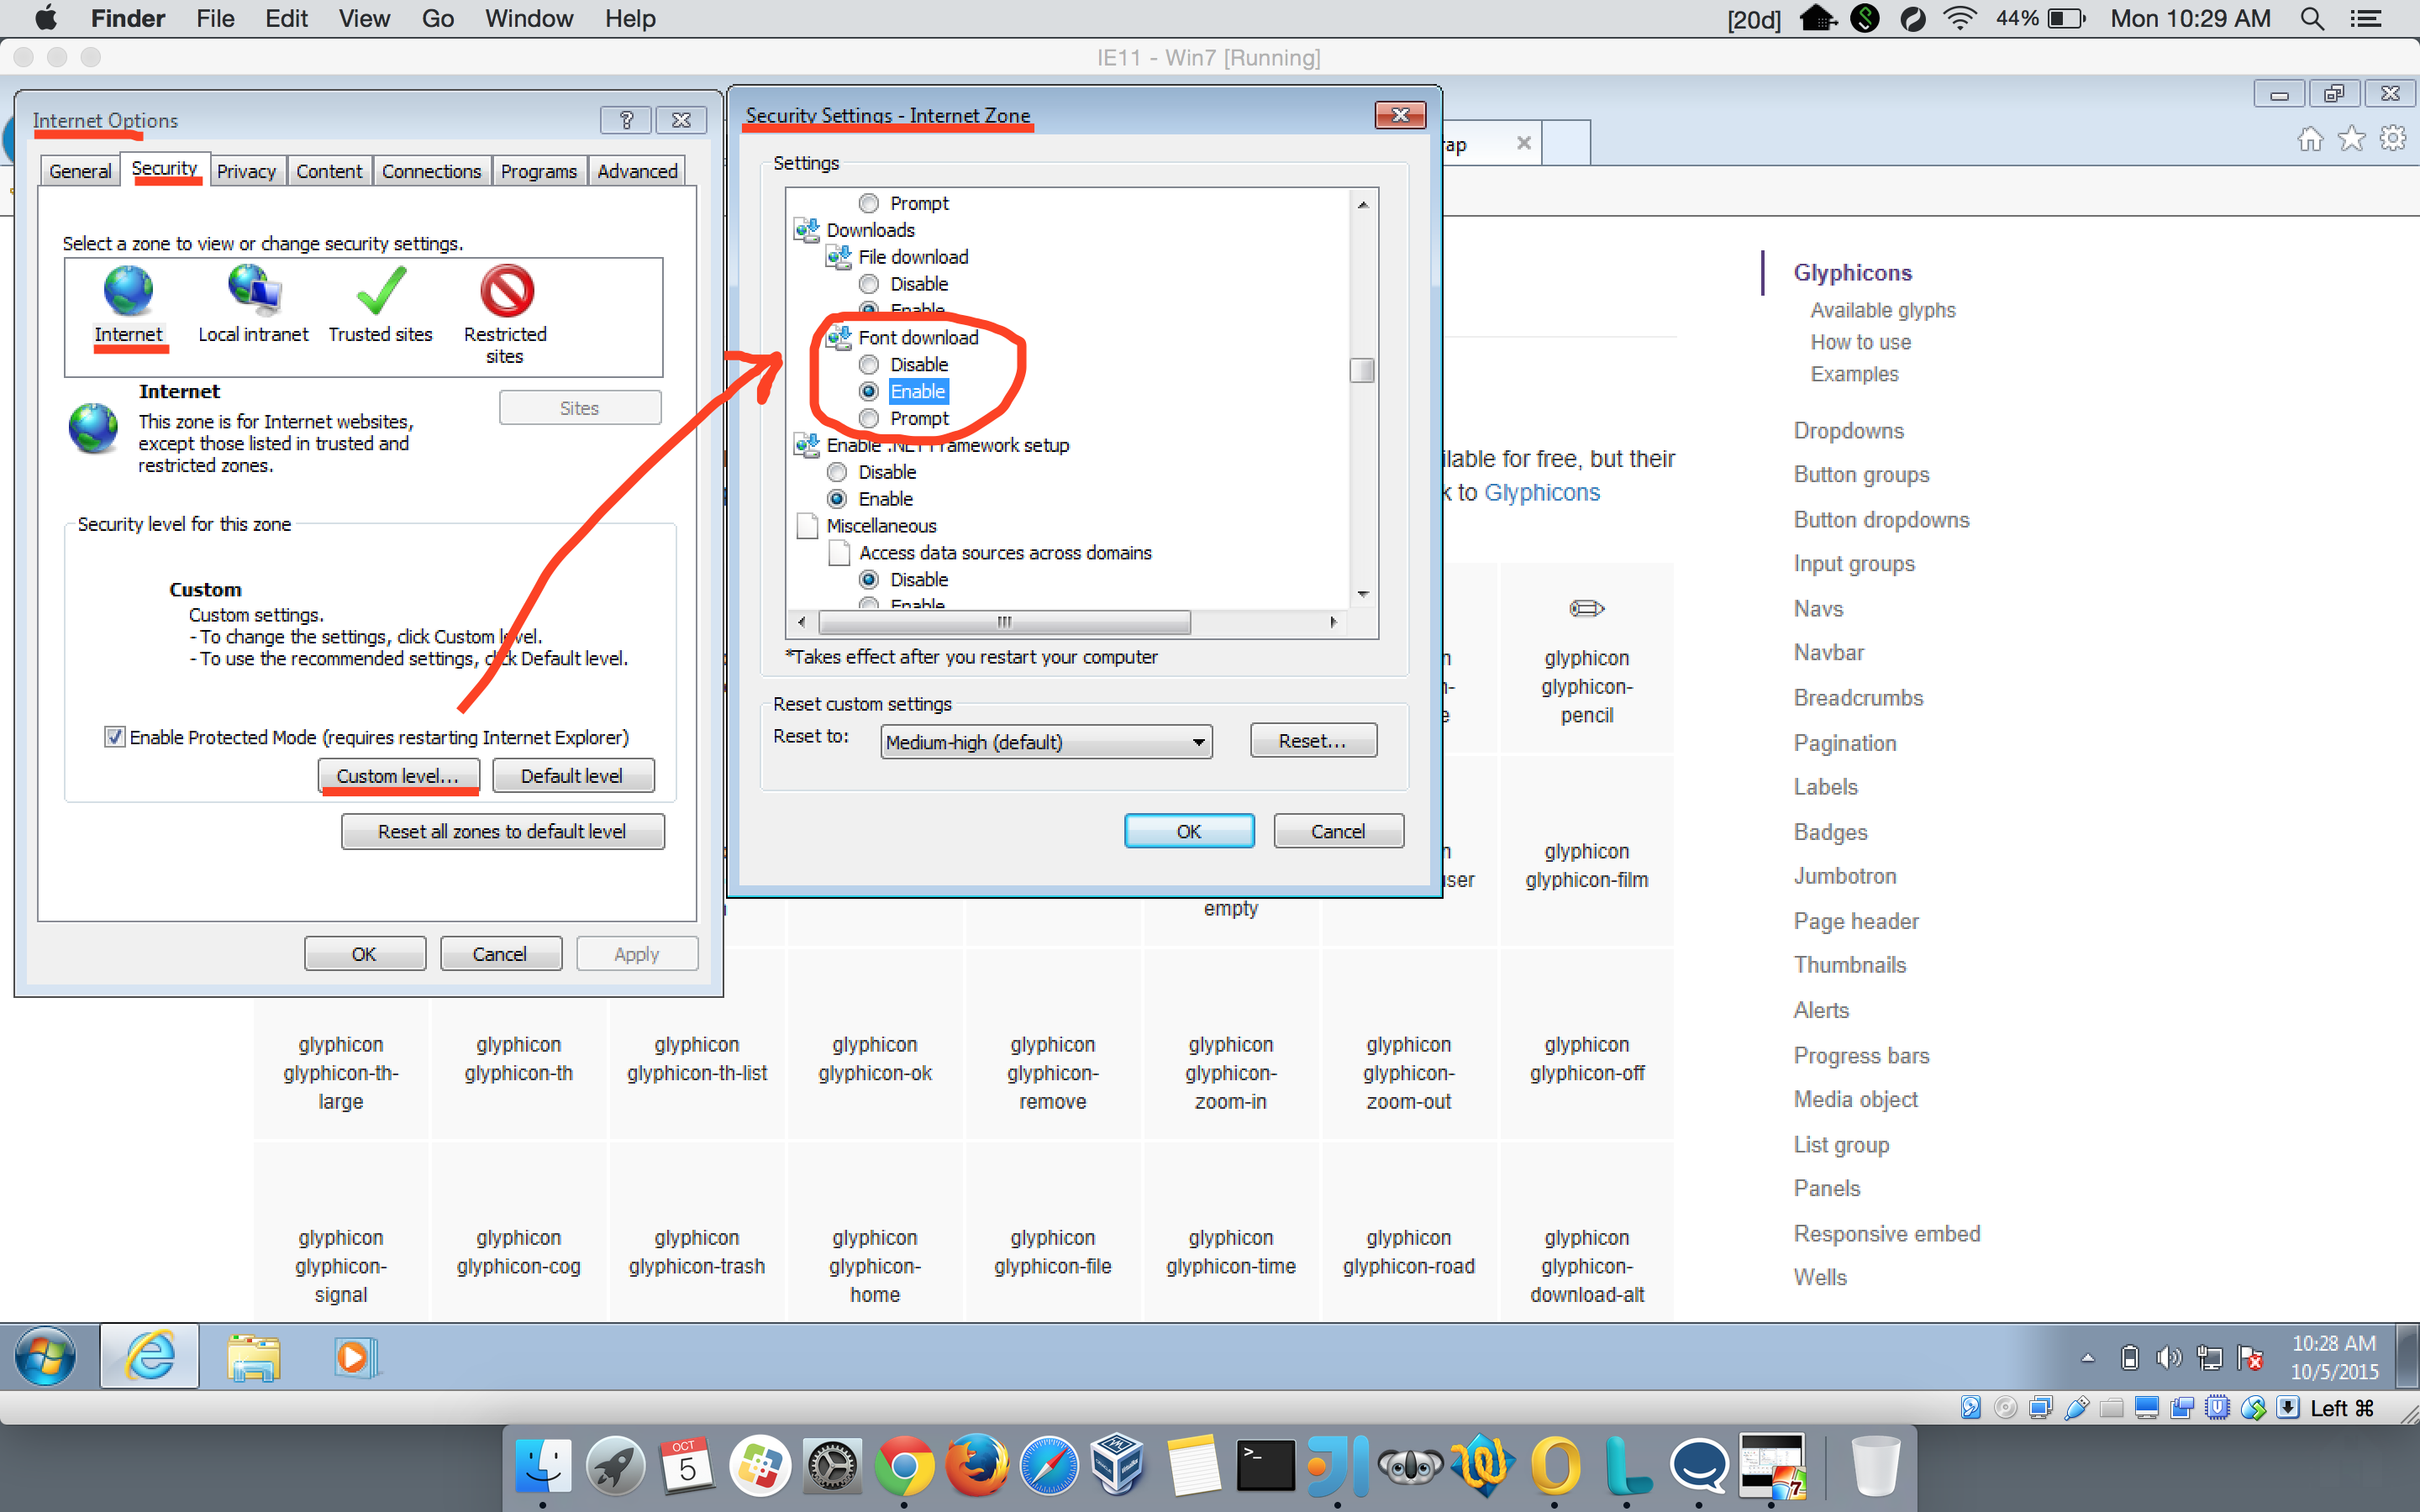 Finder File Edit View Go Window Help
[20d] 44% Mon 10:29 AM
IE11 - Win7 [Running]
Internet Options
?
General Security Privacy Content Connections Programs Advanced
Select a zone to view or change security settings.
Internet Local intranet Trusted sites Restricted
sites
Internet
Sites
This zone is for Internet websites,
except those listed in trusted and
restricted zones.
Security level for this zone
Custom
Custom settings.
- To change the settings, click Custom level.
- To use the recommended settings, click Default level.
Enable Protected Mode (requires restarting Internet Explorer)
Custom level... Default level
Reset all zones to default level
OK Cancel Apply
Security Settings - Internet Zone
Settings
Prompt
Downloads
File download
Disable
Enable
Font download
Disable
Enable
Prompt
Enable .NET Framework setup
Disable
Enable
Miscellaneous
Access data sources across domains
Disable
Enable
*Takes effect after you restart your computer
Reset custom settings
Reset to: Medium-high (default) Reset...
OK Cancel
rap
ilable for free, but their
k to Glyphicons
glyphicon
glyphicon-
pencil
glyphicon
glyphicon-film
ser
empty
glyphicon glyphicon glyphicon glyphicon glyphicon glyphicon glyphicon glyphicon
glyphicon-th- glyphicon-th glyphicon-th-list glyphicon-ok glyphicon- glyphicon- glyphicon- glyphicon-off
large remove zoom-in zoom-out
glyphicon glyphicon glyphicon glyphicon glyphicon glyphicon glyphicon glyphicon
glyphicon- glyphicon-cog glyphicon-trash glyphicon- glyphicon-file glyphicon-time glyphicon-road glyphicon-
signal home download-alt
Glyphicons
Available glyphs
How to use
Examples
Dropdowns
Button groups
Button dropdowns
Input groups
Navs
Navbar
Breadcrumbs
Pagination
Labels
Badges
Jumbotron
Page header
Thumbnails
Alerts
Progress bars
Media object
List group
Panels
Responsive embed
Wells
10:28 AM
10/5/2015
Left ⌘
OCT
5